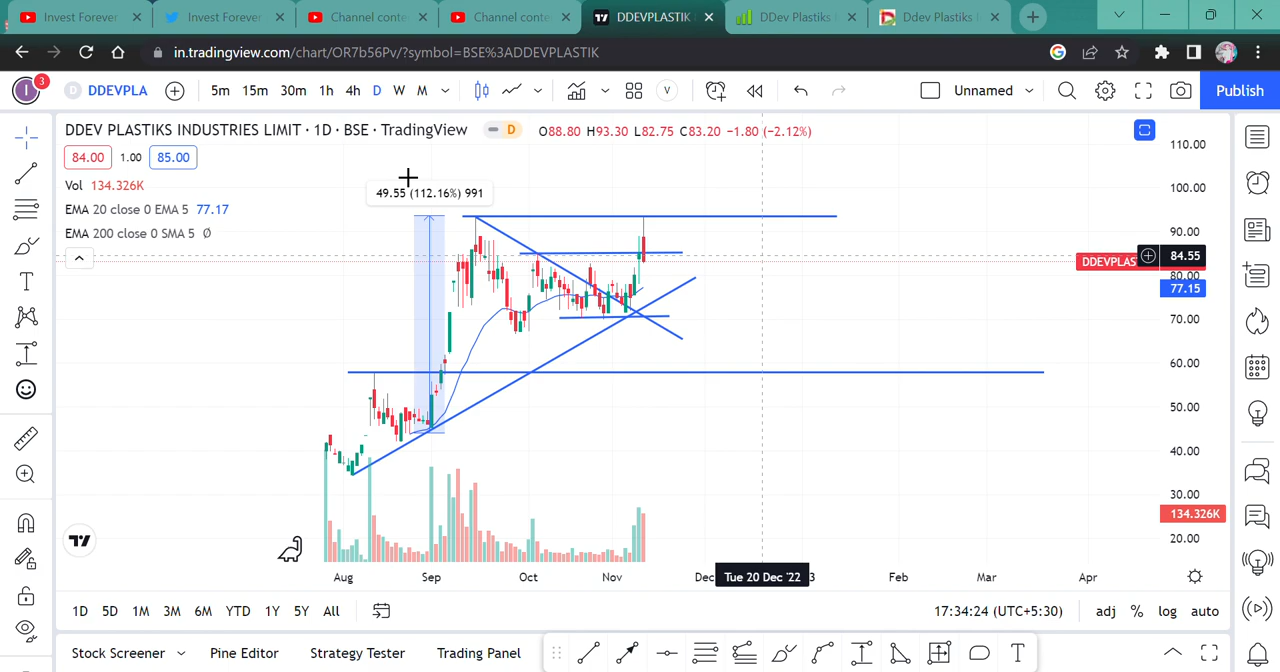 Invest Forever
Invest Forever
Channel conte
Channel conte
DDEVPLASTIK
DDev Plastiks
Ddev Plastiks
in.tradingview.com/chart/OR7b56Pv/?symbol=BSE%3ADDEVPLASTIK
I 3 D DDEVPLA 5m 15m 30m 1h 4h D W M V Unnamed Publish
DDEV PLASTIKS INDUSTRIES LIMIT · 1D · BSE · TradingView D O88.80 H93.30 L82.75 C83.20 −1.80 (−2.12%)
84.00 1.00 85.00
Vol 134.326K
EMA 20 close 0 EMA 5 77.17
EMA 200 close 0 SMA 5 Ø
49.55 (112.16%) 991
110.00
100.00
90.00
DDEVPLAS 84.55
80.00
77.15
70.00
60.00
50.00
40.00
30.00
134.326K
20.00
Aug Sep Oct Nov Dec Tue 20 Dec '22 3 Feb Mar Apr
1D 5D 1M 3M 6M YTD 1Y 5Y All 17:34:24 (UTC+5:30) adj % log auto
Stock Screener Pine Editor Strategy Tester Trading Panel T